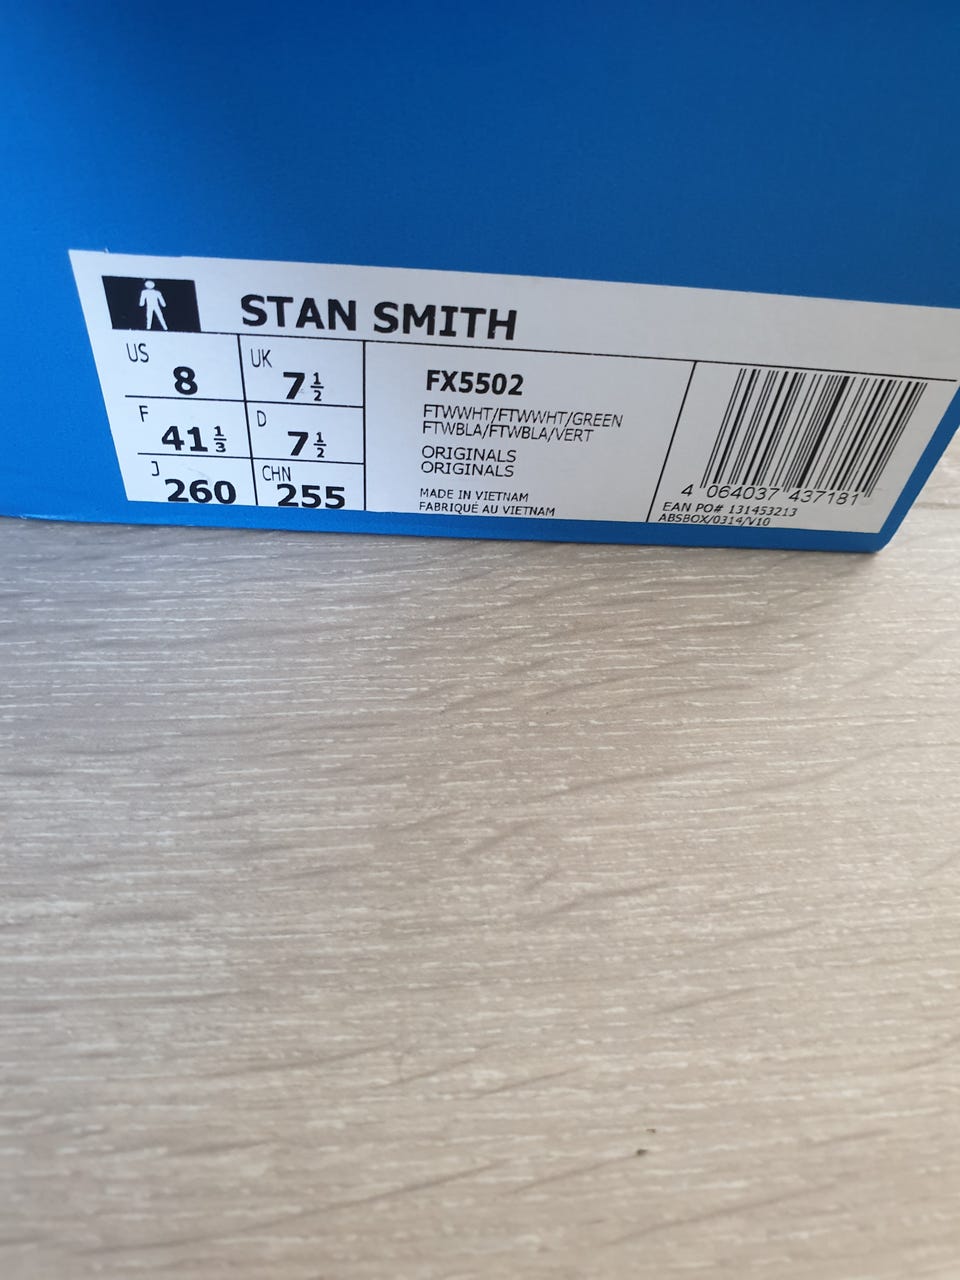 STAN SMITH
US 8
UK 7 1/2
F 41 1/3
D 7 1/2
J 260
CHN 255
FX5502
FTWWHT/FTWWHT/GREEN
FTWBLA/FTWBLA/VERT
ORIGINALS
ORIGINALS
MADE IN VIETNAM
FABRIQUÉ AU VIETNAM
4 064037 437181
EAN PO# 131453213
ABSBOX/0314/V10